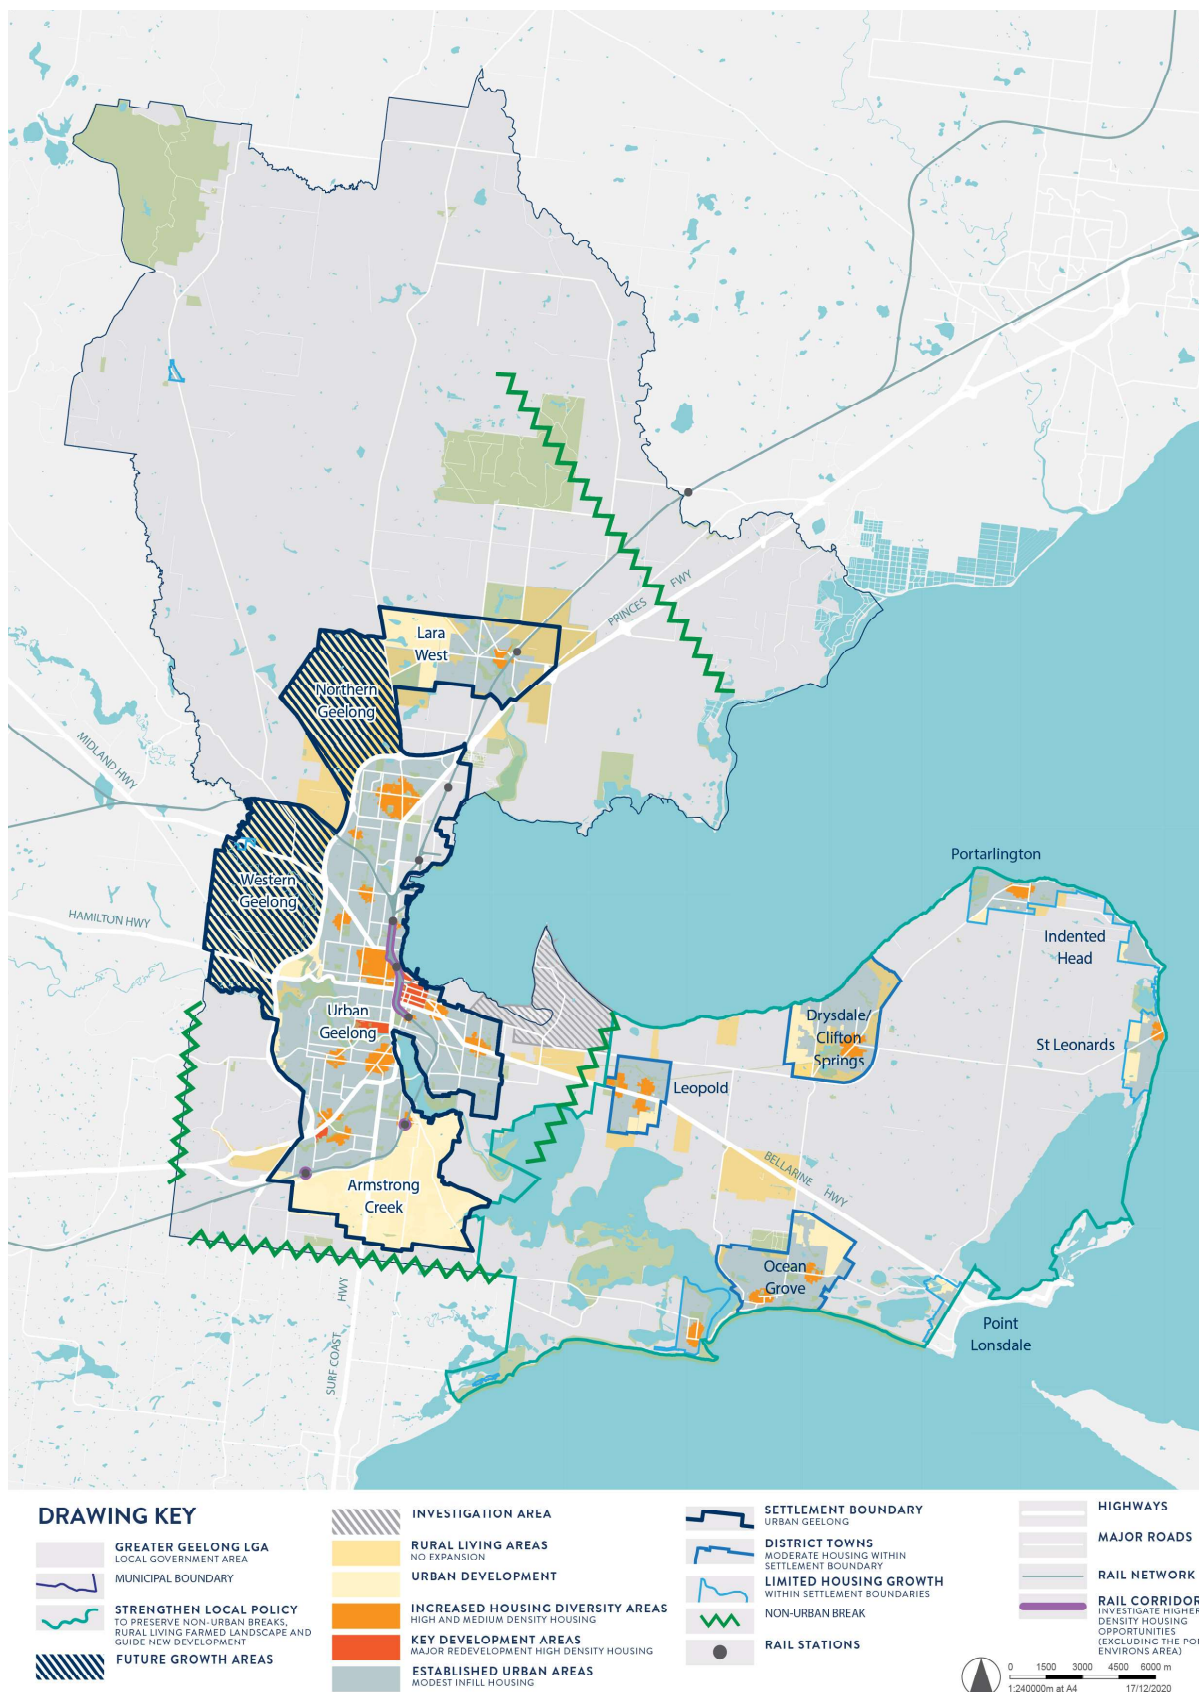 Lara
West
PRINCES FWY
Northern
Geelong
MIDLAND HWY
Western
Geelong
HAMILTON HWY
Portarlington
Indented
Head
Drysdale/
Clifton
Springs
St Leonards
Urban
Geelong
Leopold
BELLARINE HWY
Armstrong
Creek
Ocean
Grove
Point
Lonsdale
SURF COAST HWY
DRAWING KEY
GREATER GEELONG LGA
LOCAL GOVERNMENT AREA
MUNICIPAL BOUNDARY
STRENGTHEN LOCAL POLICY
TO PRESERVE NON-URBAN BREAKS,
RURAL LIVING FARMED LANDSCAPE AND
GUIDE NEW DEVELOPMENT
FUTURE GROWTH AREAS
INVESTIGATION AREA
RURAL LIVING AREAS
NO EXPANSION
URBAN DEVELOPMENT
INCREASED HOUSING DIVERSITY AREAS
HIGH AND MEDIUM DENSITY HOUSING
KEY DEVELOPMENT AREAS
MAJOR REDEVELOPMENT HIGH DENSITY HOUSING
ESTABLISHED URBAN AREAS
MODEST INFILL HOUSING
SETTLEMENT BOUNDARY
URBAN GEELONG
DISTRICT TOWNS
MODERATE HOUSING WITHIN
SETTLEMENT BOUNDARY
LIMITED HOUSING GROWTH
WITHIN SETTLEMENT BOUNDARIES
NON-URBAN BREAK
RAIL STATIONS
HIGHWAYS
MAJOR ROADS
RAIL NETWORK
RAIL CORRIDOR
INVESTIGATE HIGHER
DENSITY HOUSING
OPPORTUNITIES
(EXCLUDING THE PO
ENVIRONS AREA)
0 1500 3000 4500 6000 m
1:240000m at A4 17/12/2020